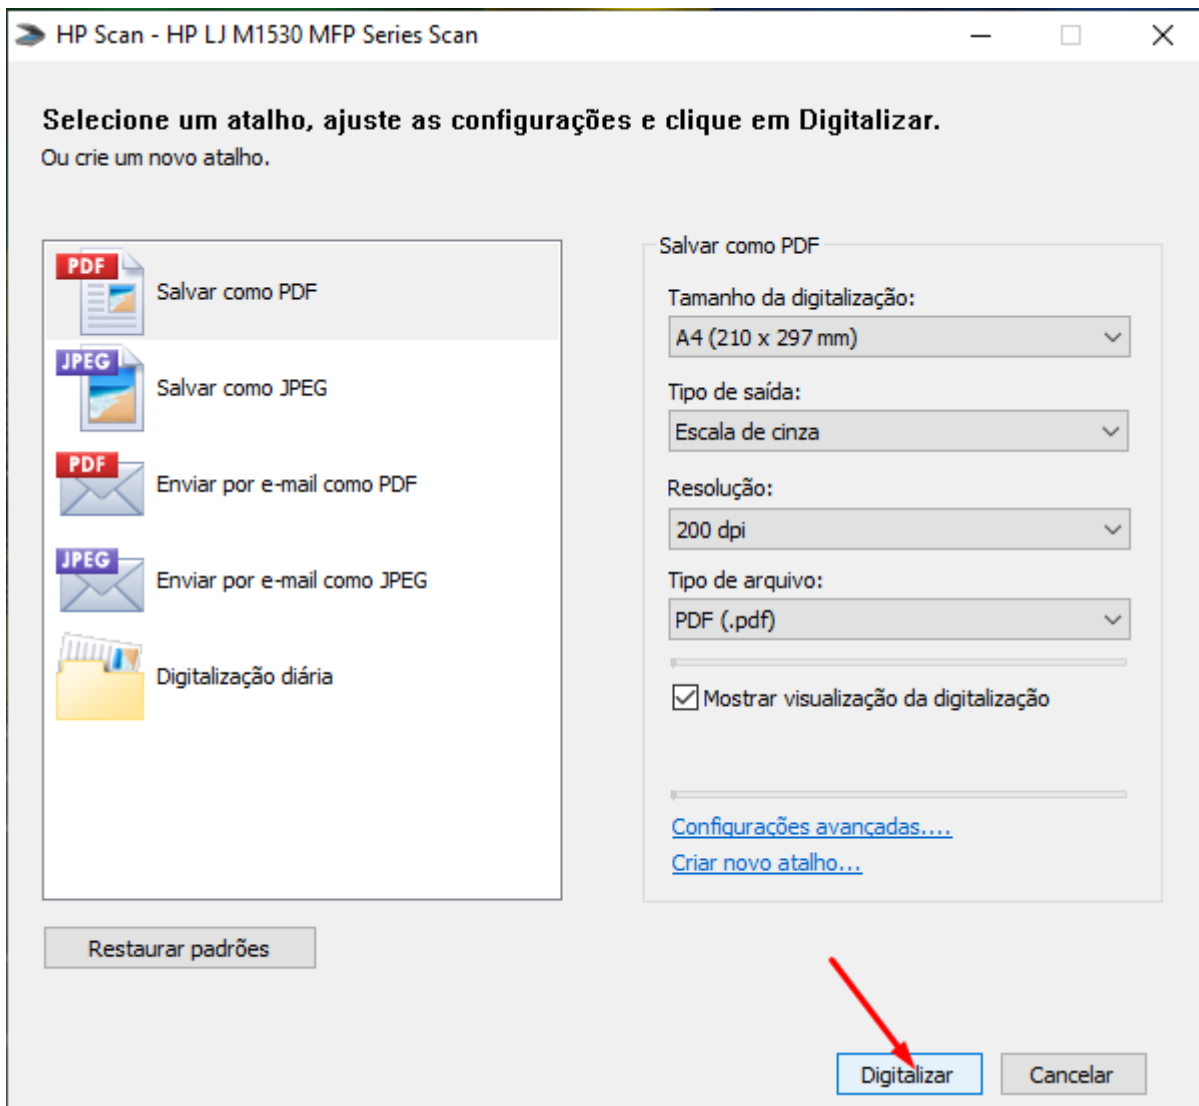 HP Scan - HP LJ M1530 MFP Series Scan
Selecione um atalho, ajuste as configurações e clique em Digitalizar.
Ou crie um novo atalho.
PDF
Salvar como PDF
JPEG
Salvar como JPEG
PDF
Enviar por e-mail como PDF
JPEG
Enviar por e-mail como JPEG
Digitalização diária
Restaurar padrões
Salvar como PDF
Tamanho da digitalização:
A4 (210 x 297 mm)
Tipo de saída:
Escala de cinza
Resolução:
200 dpi
Tipo de arquivo:
PDF (.pdf)
Mostrar visualização da digitalização
Configurações avançadas....
Criar novo atalho...
Digitalizar
Cancelar